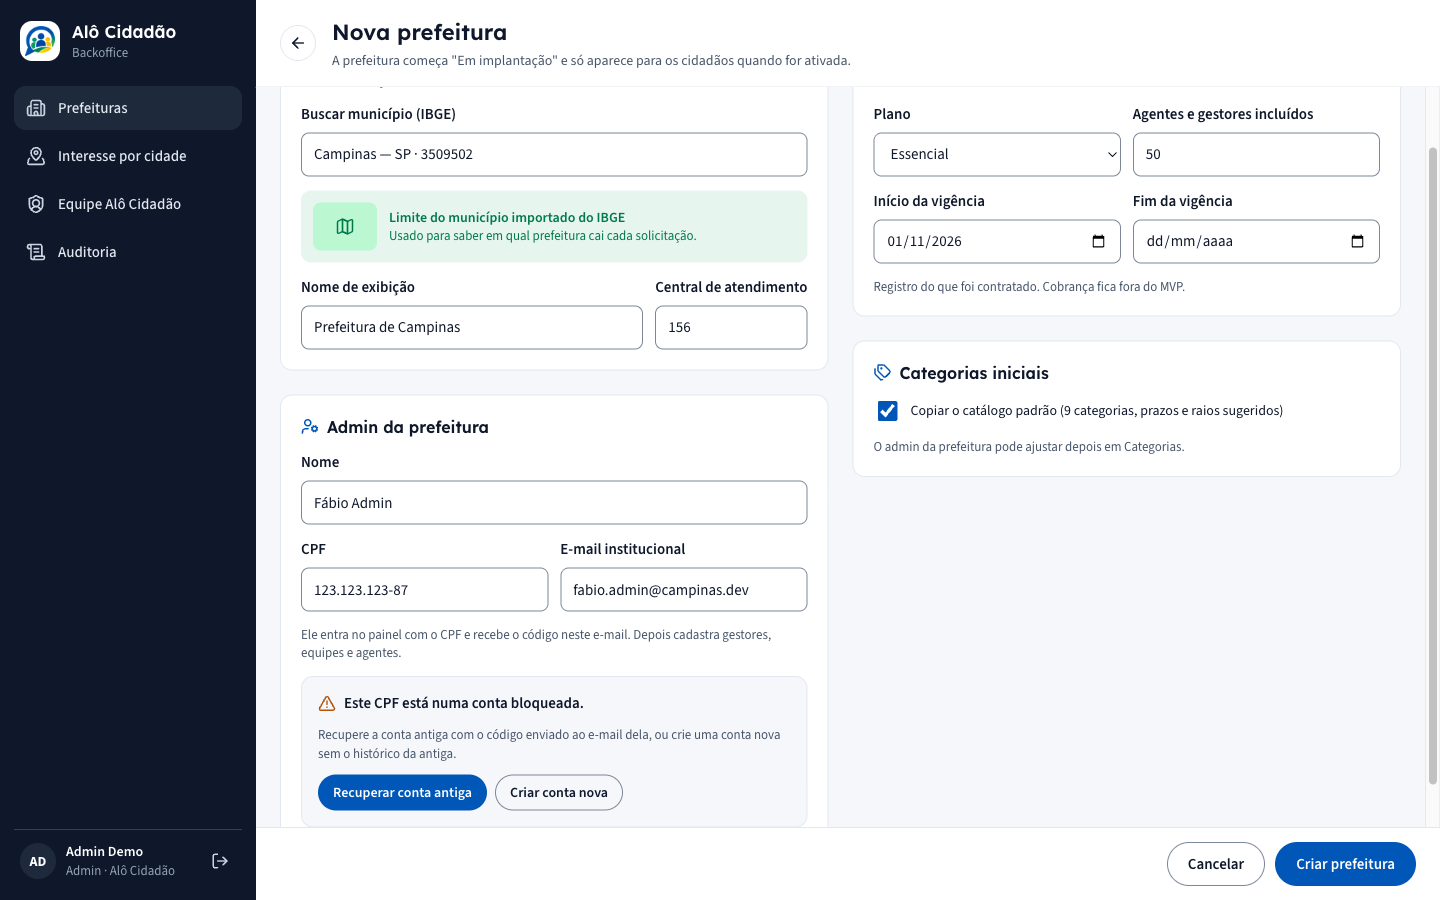 Alô Cidadão
Backoffice
Prefeituras
Interesse por cidade
Equipe Alô Cidadão
Auditoria
AD
Admin Demo
Admin · Alô Cidadão
Nova prefeitura
A prefeitura começa "Em implantação" e só aparece para os cidadãos quando for ativada.
Buscar município (IBGE)
Campinas — SP · 3509502
Limite do município importado do IBGE
Usado para saber em qual prefeitura cai cada solicitação.
Nome de exibição
Central de atendimento
Prefeitura de Campinas
156
Admin da prefeitura
Nome
Fábio Admin
CPF
E-mail institucional
123.123.123-87
fabio.admin@campinas.dev
Ele entra no painel com o CPF e recebe o código neste e-mail. Depois cadastra gestores,
equipes e agentes.
Este CPF está numa conta bloqueada.
Recupere a conta antiga com o código enviado ao e-mail dela, ou crie uma conta nova
sem o histórico da antiga.
Recuperar conta antiga
Criar conta nova
Plano
Agentes e gestores incluídos
Essencial
50
Início da vigência
Fim da vigência
01/11/2026
dd/mm/aaaa
Registro do que foi contratado. Cobrança fica fora do MVP.
Categorias iniciais
Copiar o catálogo padrão (9 categorias, prazos e raios sugeridos)
O admin da prefeitura pode ajustar depois em Categorias.
Cancelar
Criar prefeitura